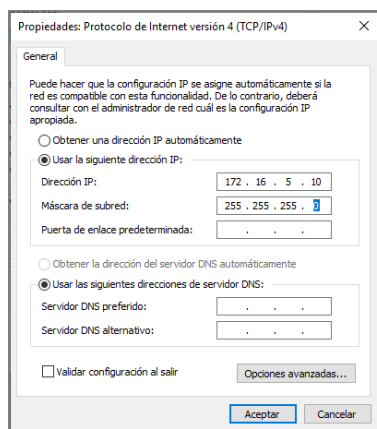 Propiedades: Protocolo de Internet versión 4 (TCP/IPv4)
General
Puede hacer que la configuración IP se asigne automáticamente si la
red es compatible con esta funcionalidad. De lo contrario, deberá
consultar con el administrador de red cuál es la configuración IP
apropiada.
Obtener una dirección IP automáticamente
Usar la siguiente dirección IP:
Dirección IP: 172 . 16 . 5 . 10
Máscara de subred: 255 . 255 . 255 . 0
Puerta de enlace predeterminada: . . .
Obtener la dirección del servidor DNS automáticamente
Usar las siguientes direcciones de servidor DNS:
Servidor DNS preferido: . . .
Servidor DNS alternativo: . . .
Validar configuración al salir Opciones avanzadas...
Aceptar Cancelar